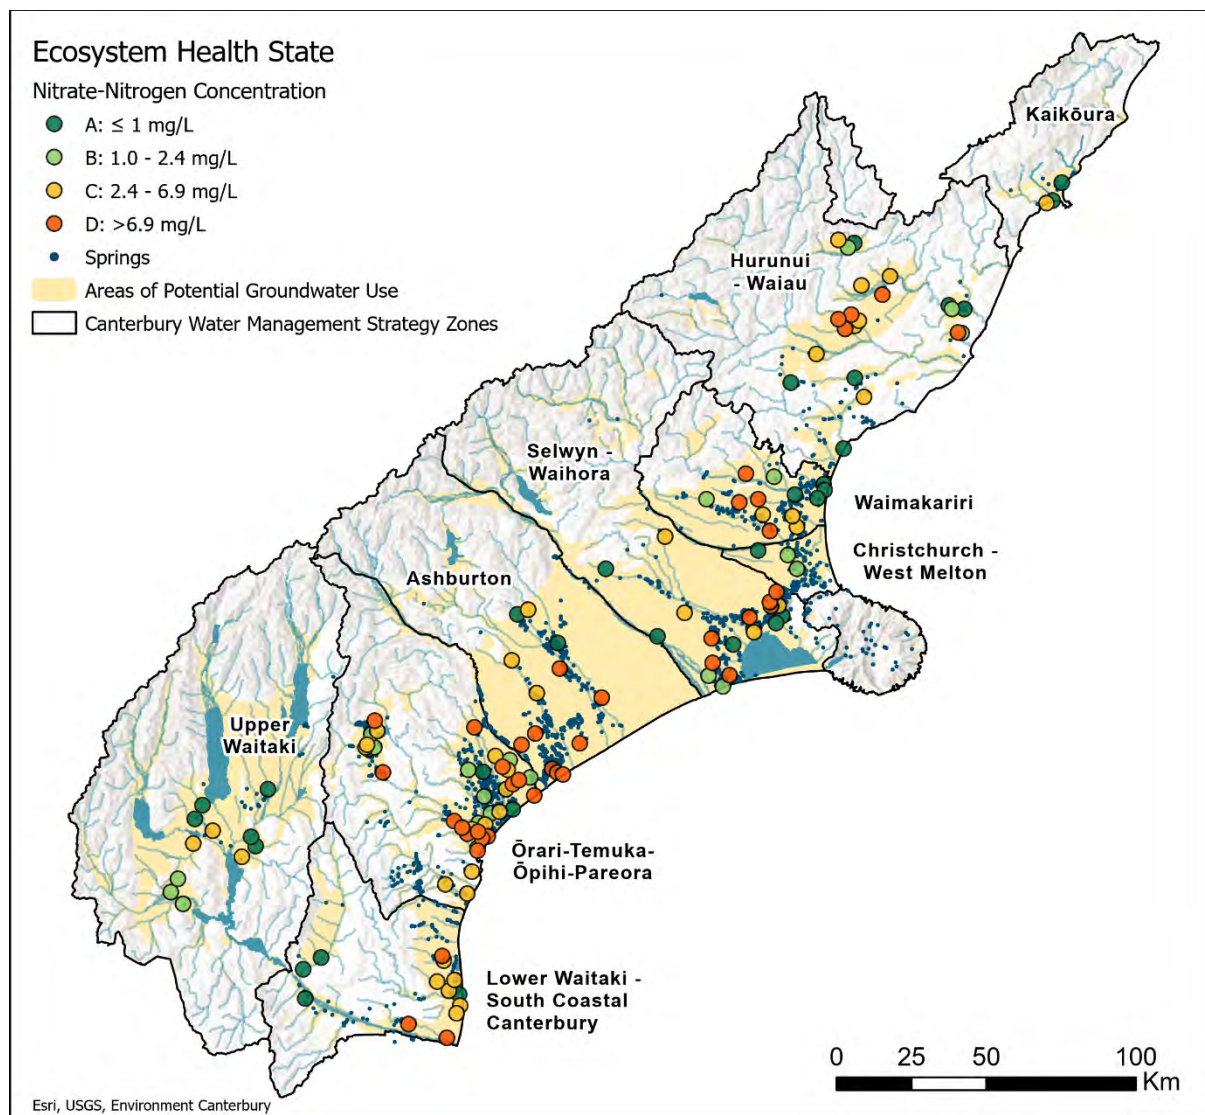 Ecosystem Health State
Nitrate-Nitrogen Concentration
A: ≤ 1 mg/L
B: 1.0 - 2.4 mg/L
C: 2.4 - 6.9 mg/L
D: >6.9 mg/L
Springs
Areas of Potential Groundwater Use
Canterbury Water Management Strategy Zones
Kaikōura
Hurunui
- Waiau
Selwyn -
Waihora
Waimakariri
Christchurch -
West Melton
Ashburton
Upper
Waitaki
Ōrari-Temuka-
Ōpihi-Pareora
Lower Waitaki -
South Coastal
Canterbury
0 25 50 100
Km
Esri, USGS, Environment Canterbury